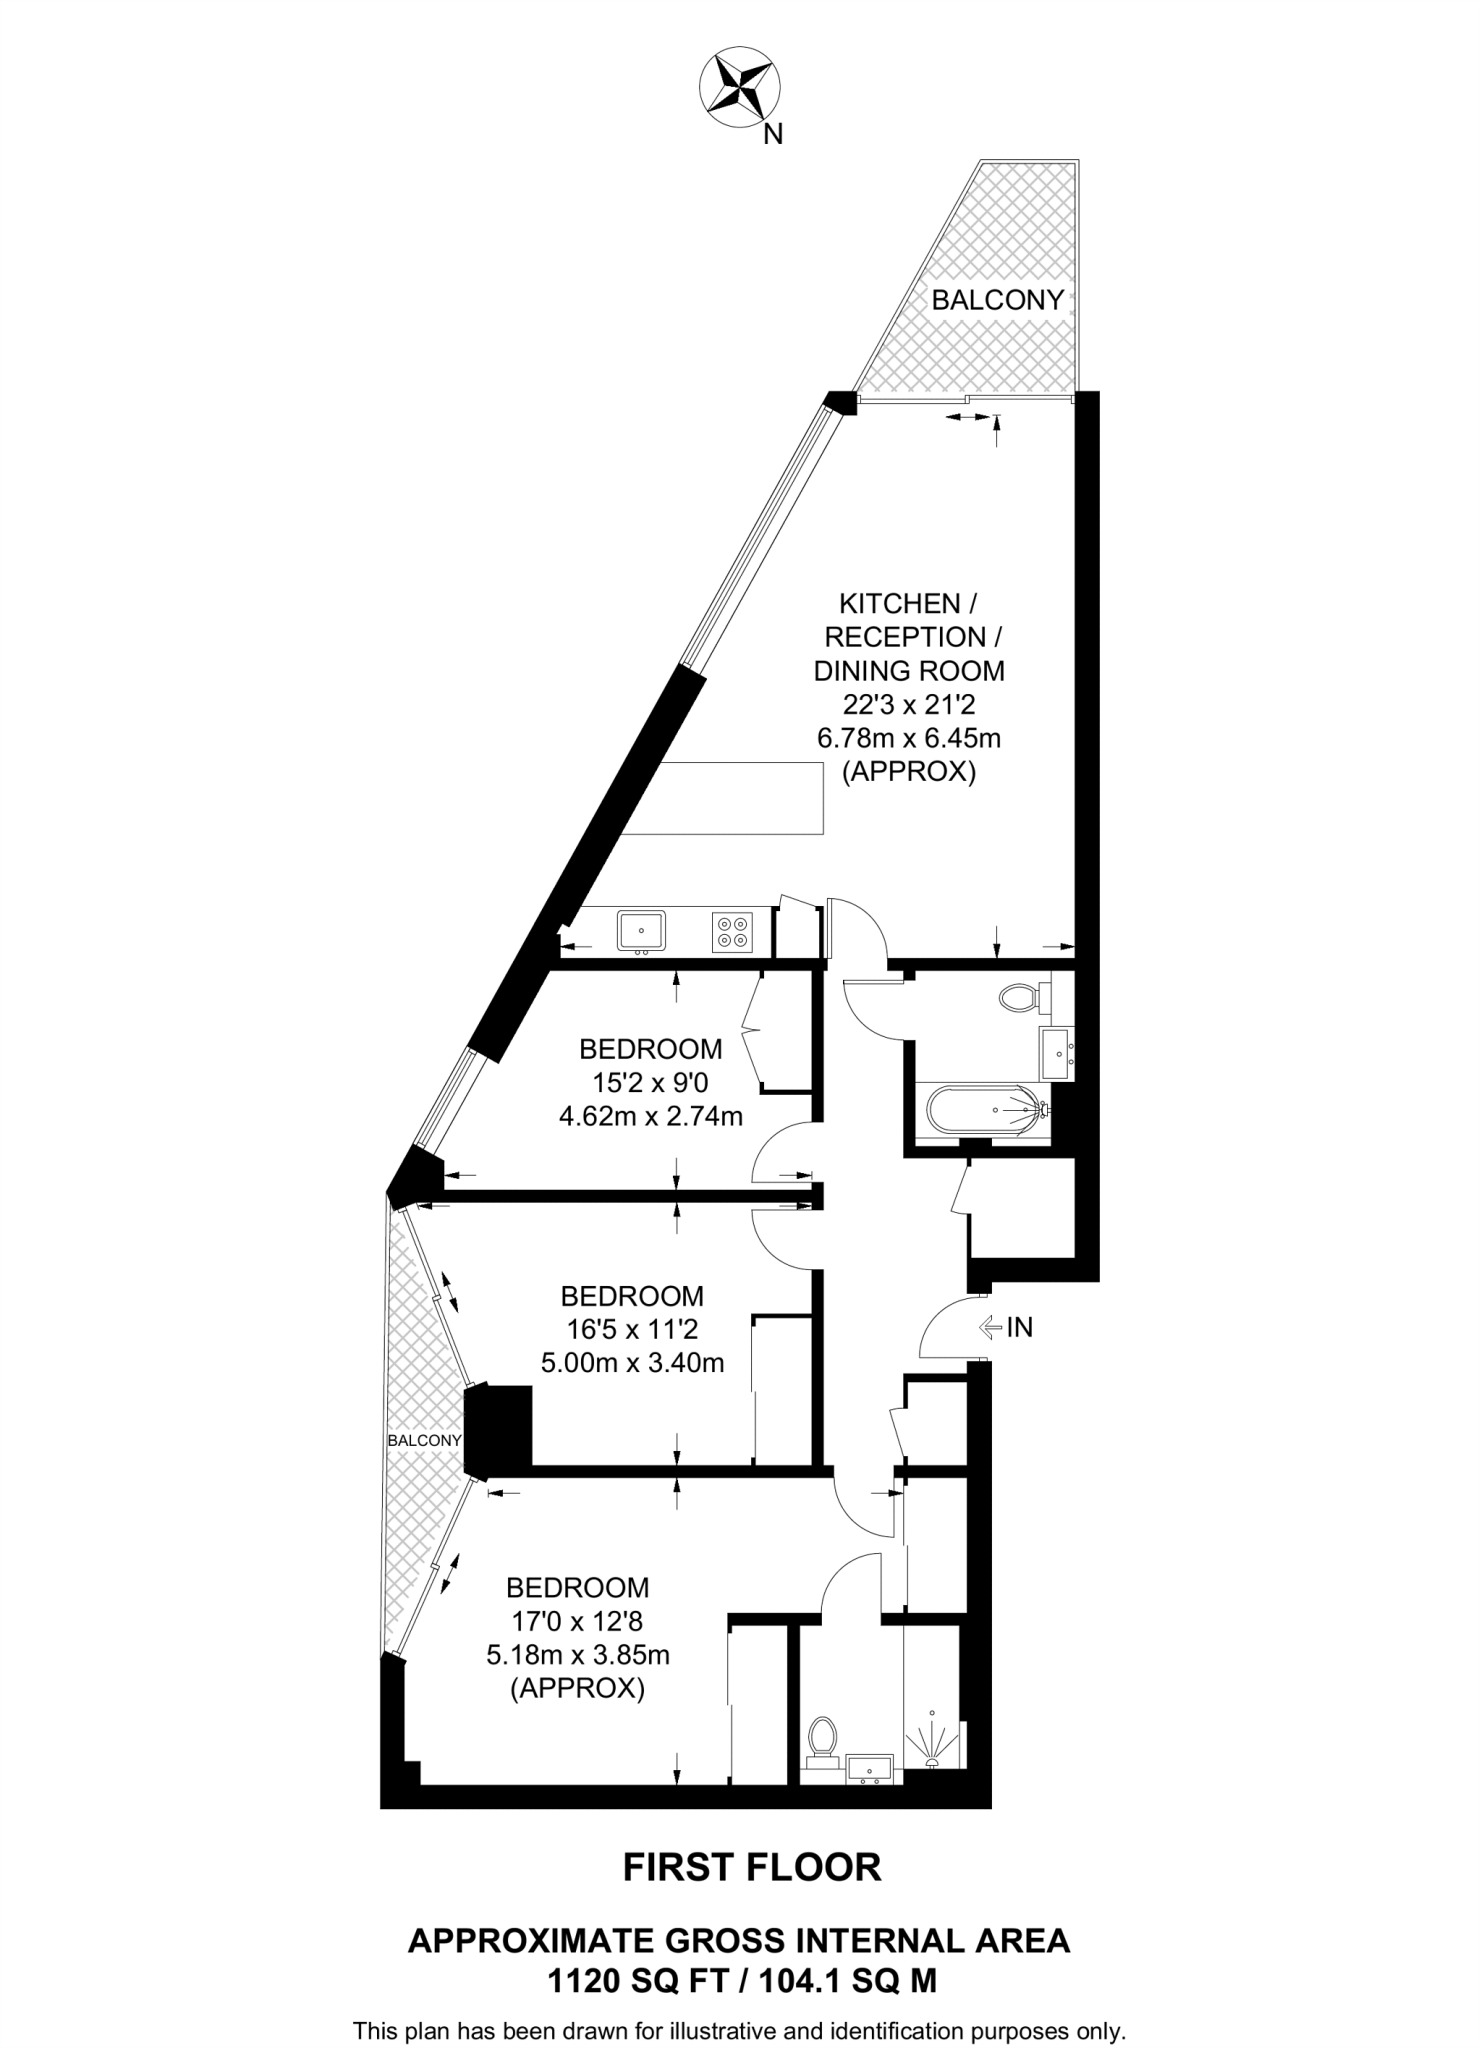 N
BALCONY
KITCHEN /
RECEPTION /
DINING ROOM
22'3 x 21'2
6.78m x 6.45m
(APPROX)
BEDROOM
15'2 x 9'0
4.62m x 2.74m
BEDROOM
16'5 x 11'2
5.00m x 3.40m
IN
BALCONY
BEDROOM
17'0 x 12'8
5.18m x 3.85m
(APPROX)
FIRST FLOOR
APPROXIMATE GROSS INTERNAL AREA
1120 SQ FT / 104.1 SQ M
This plan has been drawn for illustrative and identification purposes only.